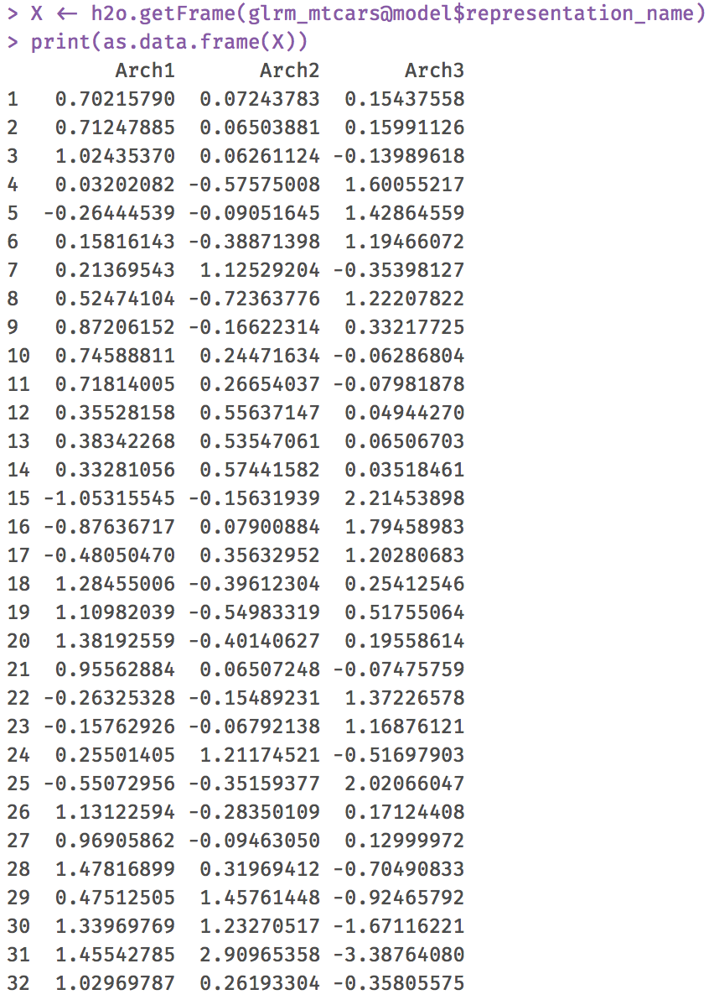 > X <- h2o.getFrame(glrm_mtcars@model$representation_name)
> print(as.data.frame(X))
Arch1 Arch2 Arch3
1 0.70215790 0.07243783 0.15437558
2 0.71247885 0.06503881 0.15991126
3 1.02435370 0.06261124 -0.13989618
4 0.03202082 -0.57575008 1.60055217
5 -0.26444539 -0.09051645 1.42864559
6 0.15816143 -0.38871398 1.19466072
7 0.21369543 1.12529204 -0.35398127
8 0.52474104 -0.72363776 1.22207822
9 0.87206152 -0.16622314 0.33217725
10 0.74588811 0.24471634 -0.06286804
11 0.71814005 0.26654037 -0.07981878
12 0.35528158 0.55637147 0.04944270
13 0.38342268 0.53547061 0.06506703
14 0.33281056 0.57441582 0.03518461
15 -1.05315545 -0.15631939 2.21453898
16 -0.87636717 0.07900884 1.79458983
17 -0.48050470 0.35632952 1.20280683
18 1.28455006 -0.39612304 0.25412546
19 1.10982039 -0.54983319 0.51755064
20 1.38192559 -0.40140627 0.19558614
21 0.95562884 0.06507248 -0.07475759
22 -0.26325328 -0.15489231 1.37226578
23 -0.15762926 -0.06792138 1.16876121
24 0.25501405 1.21174521 -0.51697903
25 -0.55072956 -0.35159377 2.02066047
26 1.13122594 -0.28350109 0.17124408
27 0.96905862 -0.09463050 0.12999972
28 1.47816899 0.31969412 -0.70490833
29 0.47512505 1.45761448 -0.92465792
30 1.33969769 1.23270517 -1.67116221
31 1.45542785 2.90965358 -3.38764080
32 1.02969787 0.26193304 -0.35805575